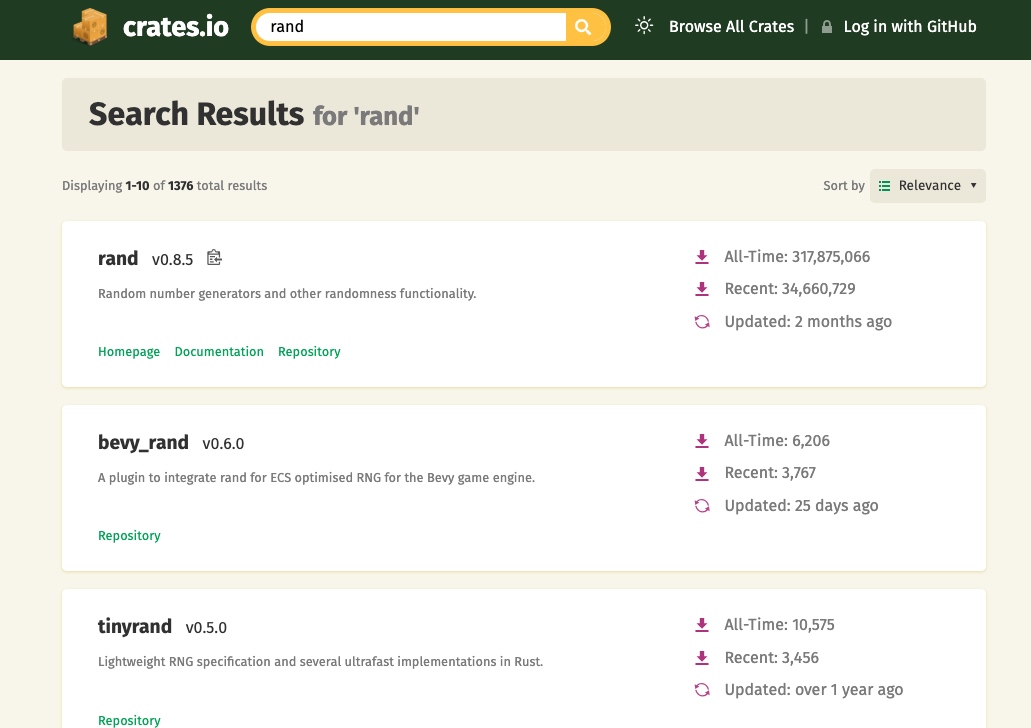 crates.io rand Browse All Crates | Log in with GitHub
Search Results for 'rand'
Displaying 1-10 of 1376 total results Sort by Relevance
rand v0.8.5
Random number generators and other randomness functionality.
Homepage Documentation Repository
All-Time: 317,875,066
Recent: 34,660,729
Updated: 2 months ago
bevy_rand v0.6.0
A plugin to integrate rand for ECS optimised RNG for the Bevy game engine.
Repository
All-Time: 6,206
Recent: 3,767
Updated: 25 days ago
tinyrand v0.5.0
Lightweight RNG specification and several ultrafast implementations in Rust.
Repository
All-Time: 10,575
Recent: 3,456
Updated: over 1 year ago